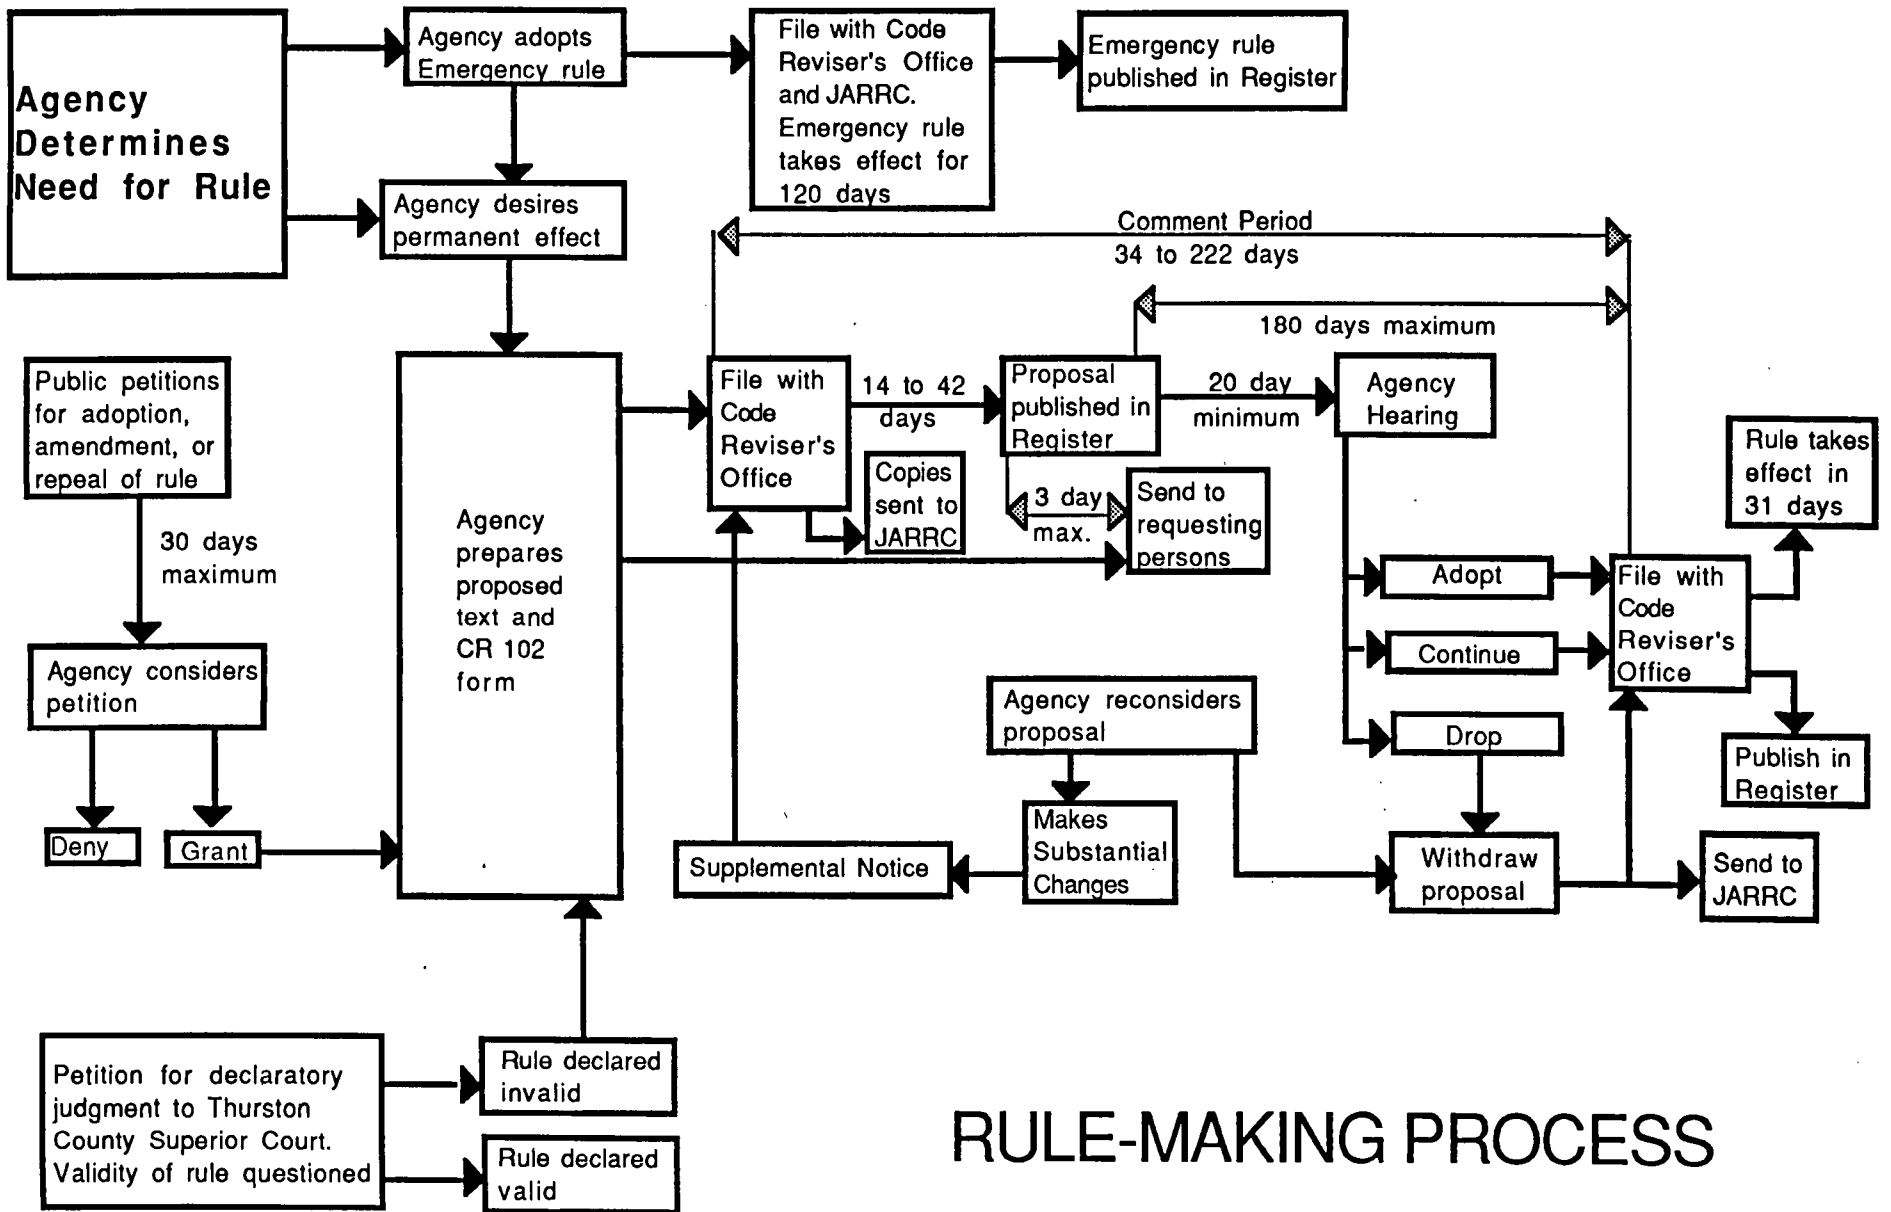 Agency
Determines
Need for Rule
Agency adopts
Emergency rule
File with Code
Reviser's Office
and JARRC.
Emergency rule
takes effect for
120 days
Emergency rule
published in Register
Agency desires
permanent effect
Comment Period
34 to 222 days
180 days maximum
Public petitions
for adoption,
amendment, or
repeal of rule
30 days
maximum
Agency considers
petition
Deny
Grant
Agency
prepares
proposed
text and
CR 102
form
File with
Code
Reviser's
Office
14 to 42
days
Copies
sent to
JARRC
Proposal
published in
Register
20 day
minimum
3 day
max.
Send to
requesting
persons
Agency
Hearing
Adopt
Continue
Drop
File with
Code
Reviser's
Office
Rule takes
effect in
31 days
Publish in
Register
Agency reconsiders
proposal
Makes
Substantial
Changes
Supplemental Notice
Withdraw
proposal
Send to
JARRC
Petition for declaratory
judgment to Thurston
County Superior Court.
Validity of rule questioned
Rule declared
invalid
Rule declared
valid
RULE-MAKING PROCESS